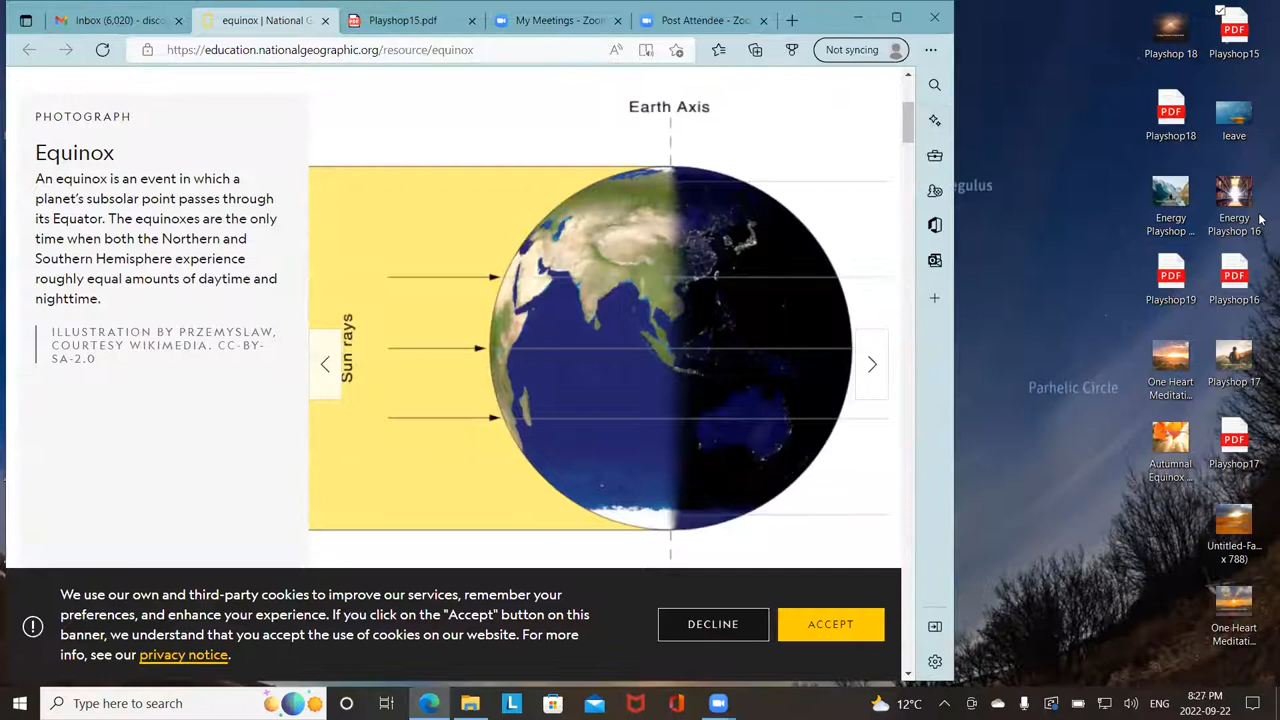 Inbox (6,020) - disco
equinox | National G
Playshop15.pdf
My Meetings - Zoom
Post Attendee - Zoo
https://education.nationalgeographic.org/resource/equinox
Not syncing
PHOTOGRAPH
Equinox
An equinox is an event in which a
planet's subsolar point passes through
its Equator. The equinoxes are the only
time when both the Northern and
Southern Hemisphere experience
roughly equal amounts of daytime and
nighttime.
ILLUSTRATION BY PRZEMYSLAW,
COURTESY WIKIMEDIA. CC-BY-
SA-2.0
Earth Axis
Sun rays
We use our own and third-party cookies to improve our services, remember your
preferences, and enhance your experience. If you click on the "Accept" button on this
banner, we understand that you accept the use of cookies on our website. For more
info, see our privacy notice.
DECLINE
ACCEPT
Playshop 18
PDF
Playshop15
PDF
Playshop18
leave
egulus
Energy
Playshop ...
Energy
Playshop 16
PDF
Playshop19
PDF
Playshop16
Parhelic Circle
One Heart
Meditati...
Playshop 17
Autumnal
Equinox ...
PDF
Playshop17
Untitled-Fa...
x 788)
One Heart
Meditati...
Type here to search
L
12°C
ENG
8:27 PM
2022-09-22